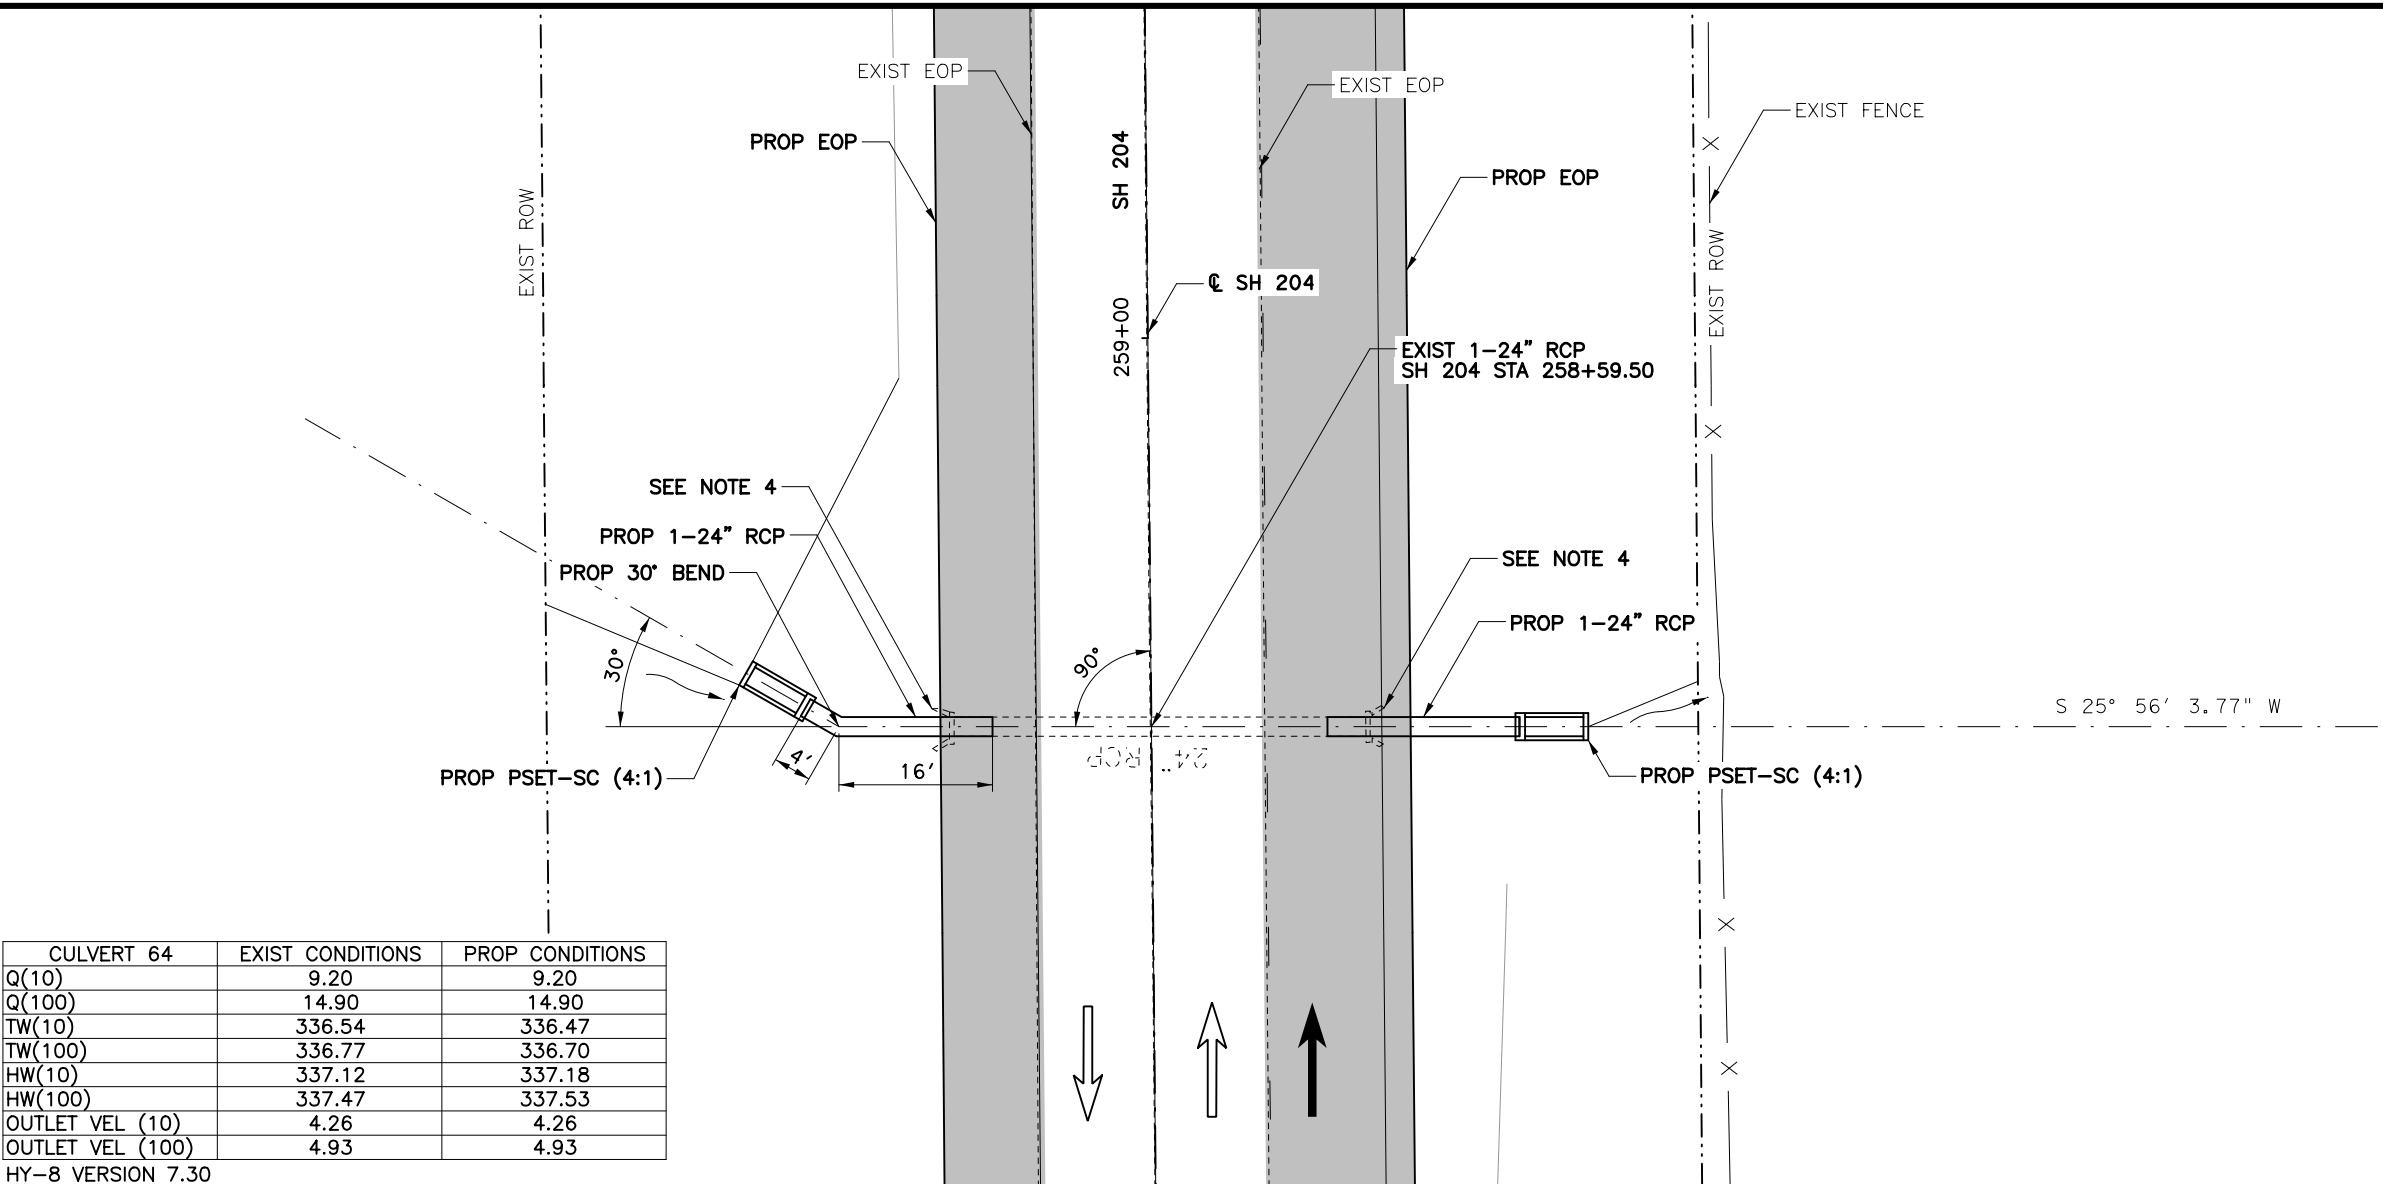 EXIST EOP
EXIST EOP
EXIST FENCE
PROP EOP
SH 204
PROP EOP
EXIST ROW
EXIST ROW
℄ SH 204
259+00
EXIST 1-24" RCP
SH 204 STA 258+59.50
X
X
SEE NOTE 4
PROP 1-24" RCP
PROP 30° BEND
SEE NOTE 4
PROP 1-24" RCP
30°
90°
S 25° 56' 3.77" W
4'
16'
24" RCP
PROP PSET-SC (4:1)
PROP PSET-SC (4:1)
X
X
CULVERT 64 EXIST CONDITIONS PROP CONDITIONS
Q(10) 9.20 9.20
Q(100) 14.90 14.90
TW(10) 336.54 336.47
TW(100) 336.77 336.70
HW(10) 337.12 337.18
HW(100) 337.47 337.53
OUTLET VEL (10) 4.26 4.26
OUTLET VEL (100) 4.93 4.93
HY-8 VERSION 7.30